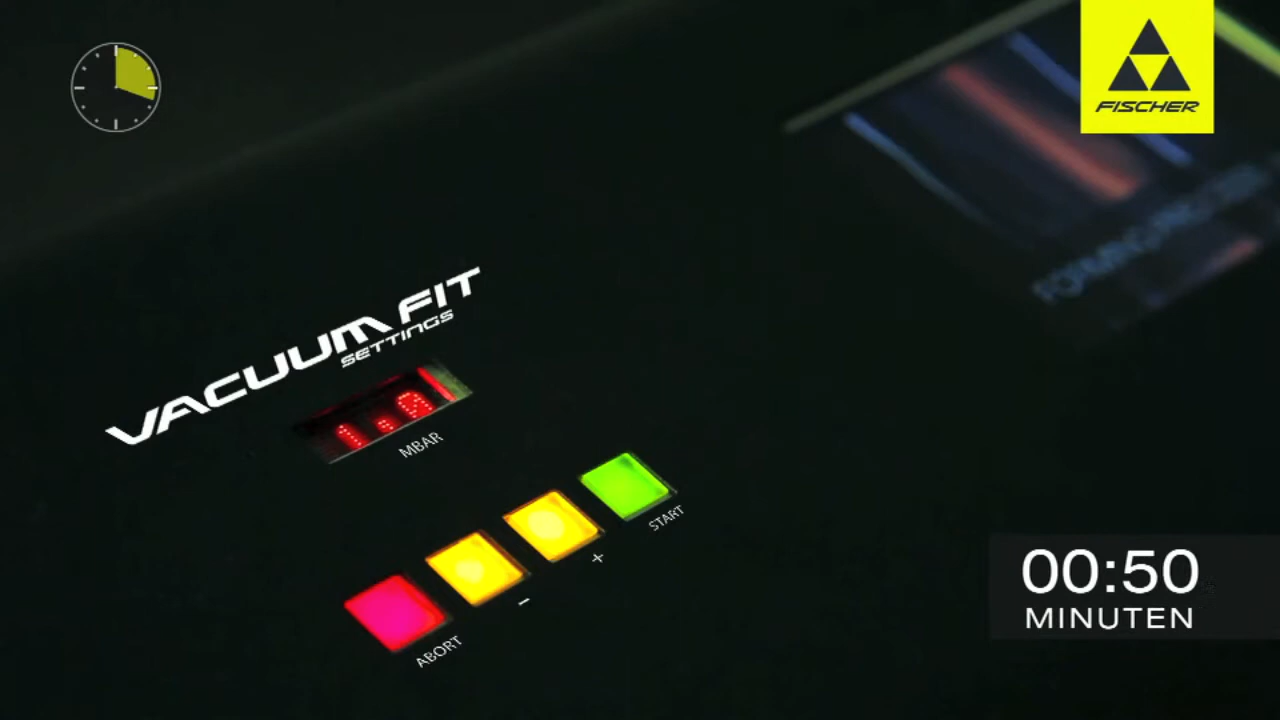 FISCHER
VACUUM FIT
SETTINGS
1.0
MBAR
START
+
-
ABORT
00:50
MINUTEN